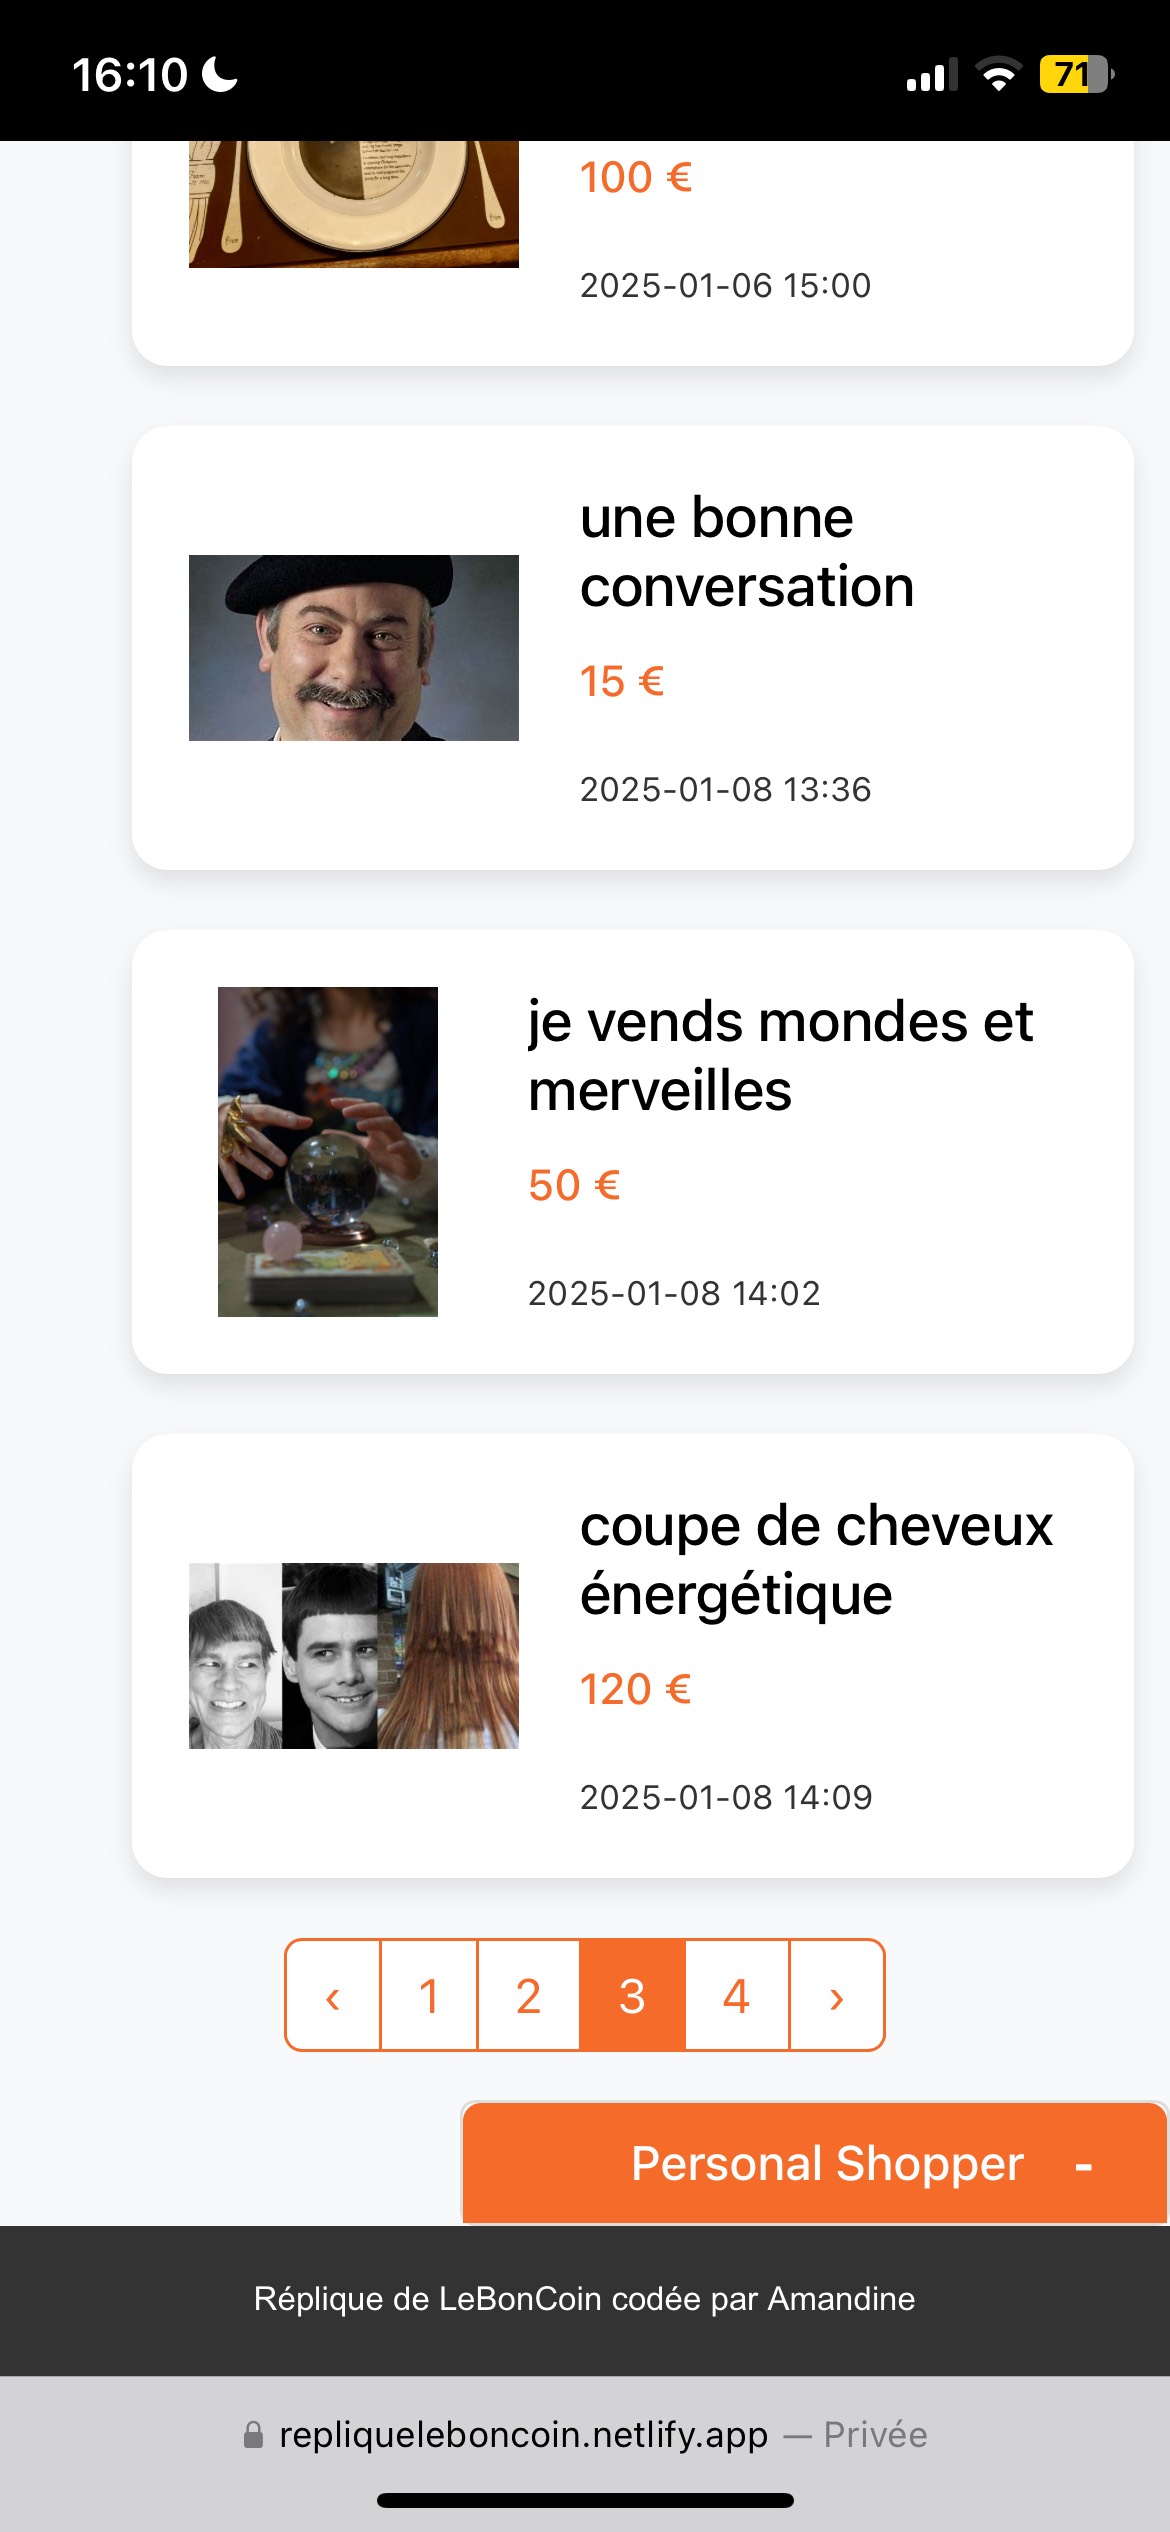 16:10
71
100 €
2025-01-06 15:00
une bonne
conversation
15 €
2025-01-08 13:36
je vends mondes et
merveilles
50 €
2025-01-08 14:02
coupe de cheveux
énergétique
120 €
2025-01-08 14:09
‹ 1 2 3 4 ›
Personal Shopper -
Réplique de LeBonCoin codée par Amandine
repliqueleboncoin.netlify.app — Privée